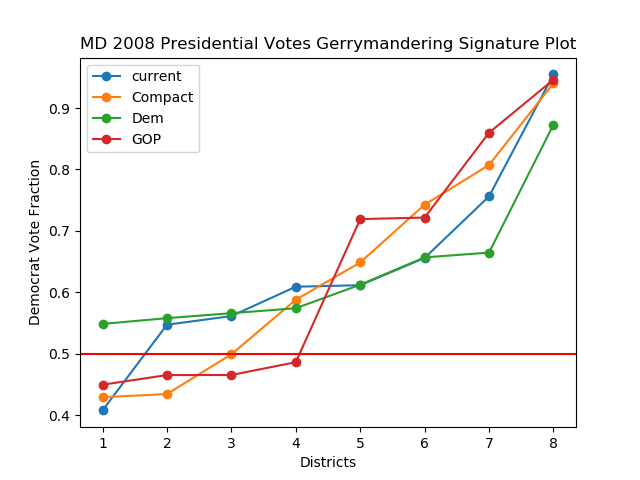 MD 2008 Presidential Votes Gerrymandering Signature Plot
current
Compact
Dem
GOP
0.9
0.8
0.7
0.6
0.5
0.4
Democrat Vote Fraction
1 2 3 4 5 6 7 8
Districts